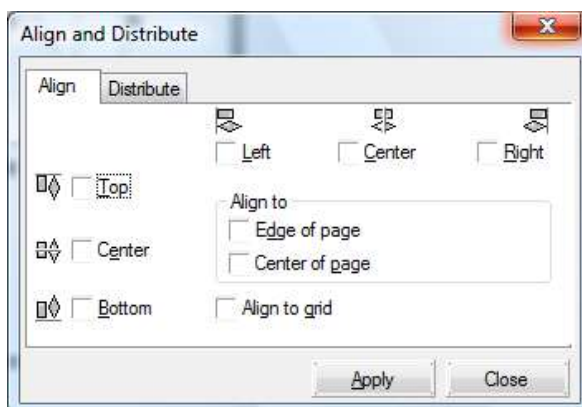 Align and Distribute
Align Distribute
Left Center Right
Top
Align to
Edge of page
Center
Center of page
Bottom Align to grid
Apply Close